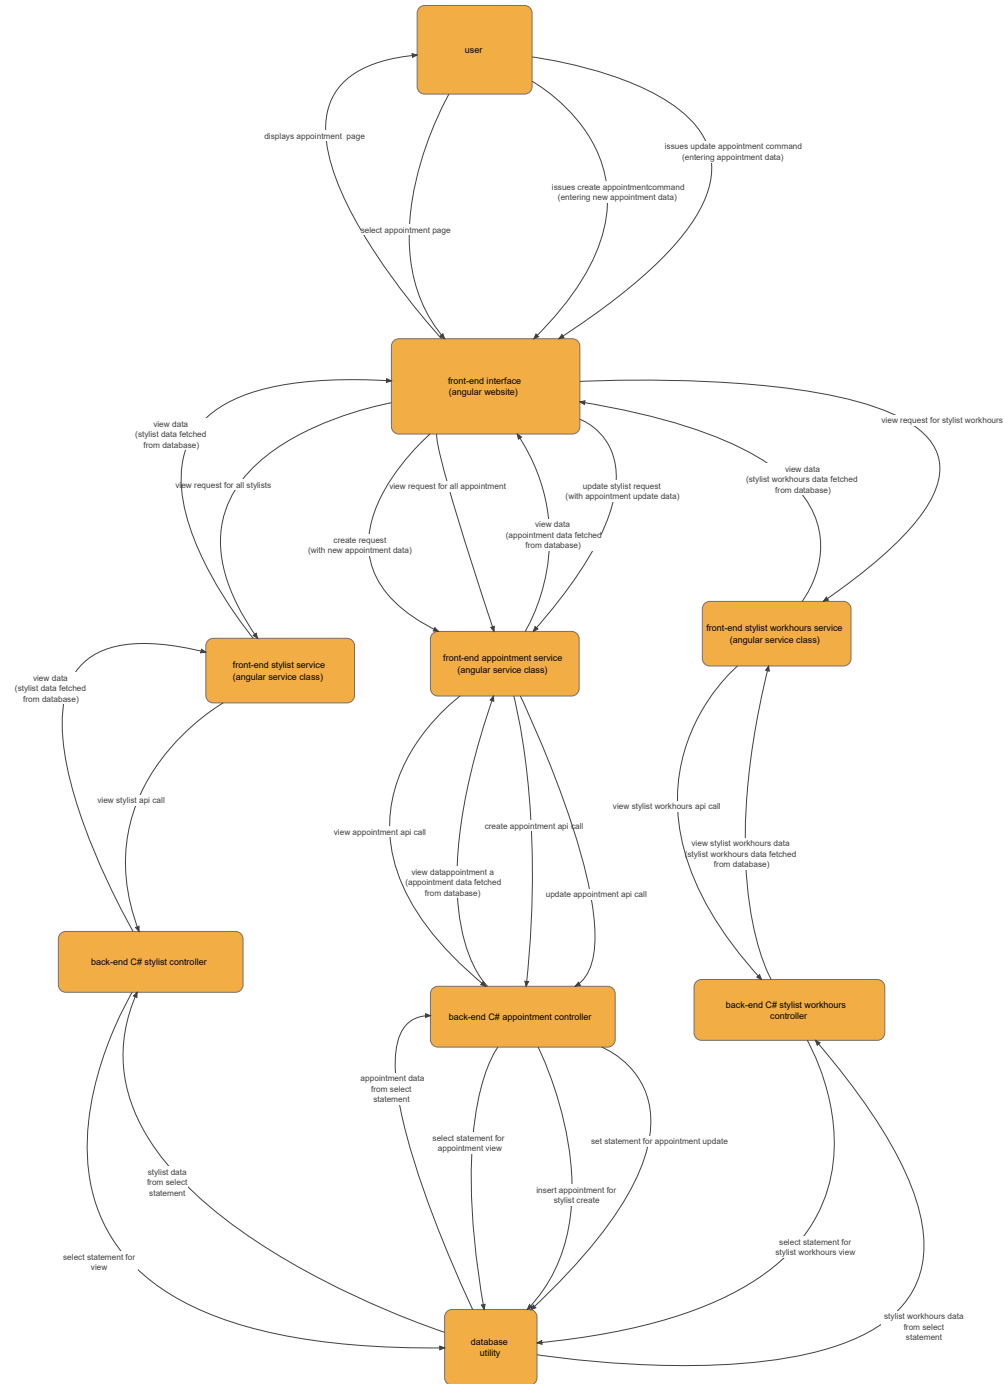 user
displays appointment  page
issues update appointment command
(entering appointment data)
issues create appointmentcommand
(entering new appointment data)
select appointment page
front-end interface
(angular website)
view data
(stylist data fetched
from database)
view request for stylist workhours
view request for all stylists
view request for all appointment
update stylist request
(with appointment update data)
view data
(stylist workhours data fetched
from database)
create request
(with new appointment data)
view data
(appointment data fetched
from database)
front-end stylist workhours service
(angular service class)
front-end stylist service
(angular service class)
front-end appointment service
(angular service class)
view data
(stylist data fetched
from database)
view stylist api call
view appointment api call
create appointment api call
view stylist workhours api call
view stylist workhours data
(stylist workhours data fetched
from database)
view datappointment a
(appointment data fetched
from database)
update appointment api call
back-end C# stylist controller
back-end C# appointment controller
back-end C# stylist workhours
controller
appointment data
from select
statement
select statement for
appointment view
set statement for appointment update
stylist data
from select
statement
insert appointment for
stylist create
select statement for
view
select statement for
stylist workhours view
stylist workhours data
from select
statement
database
utility